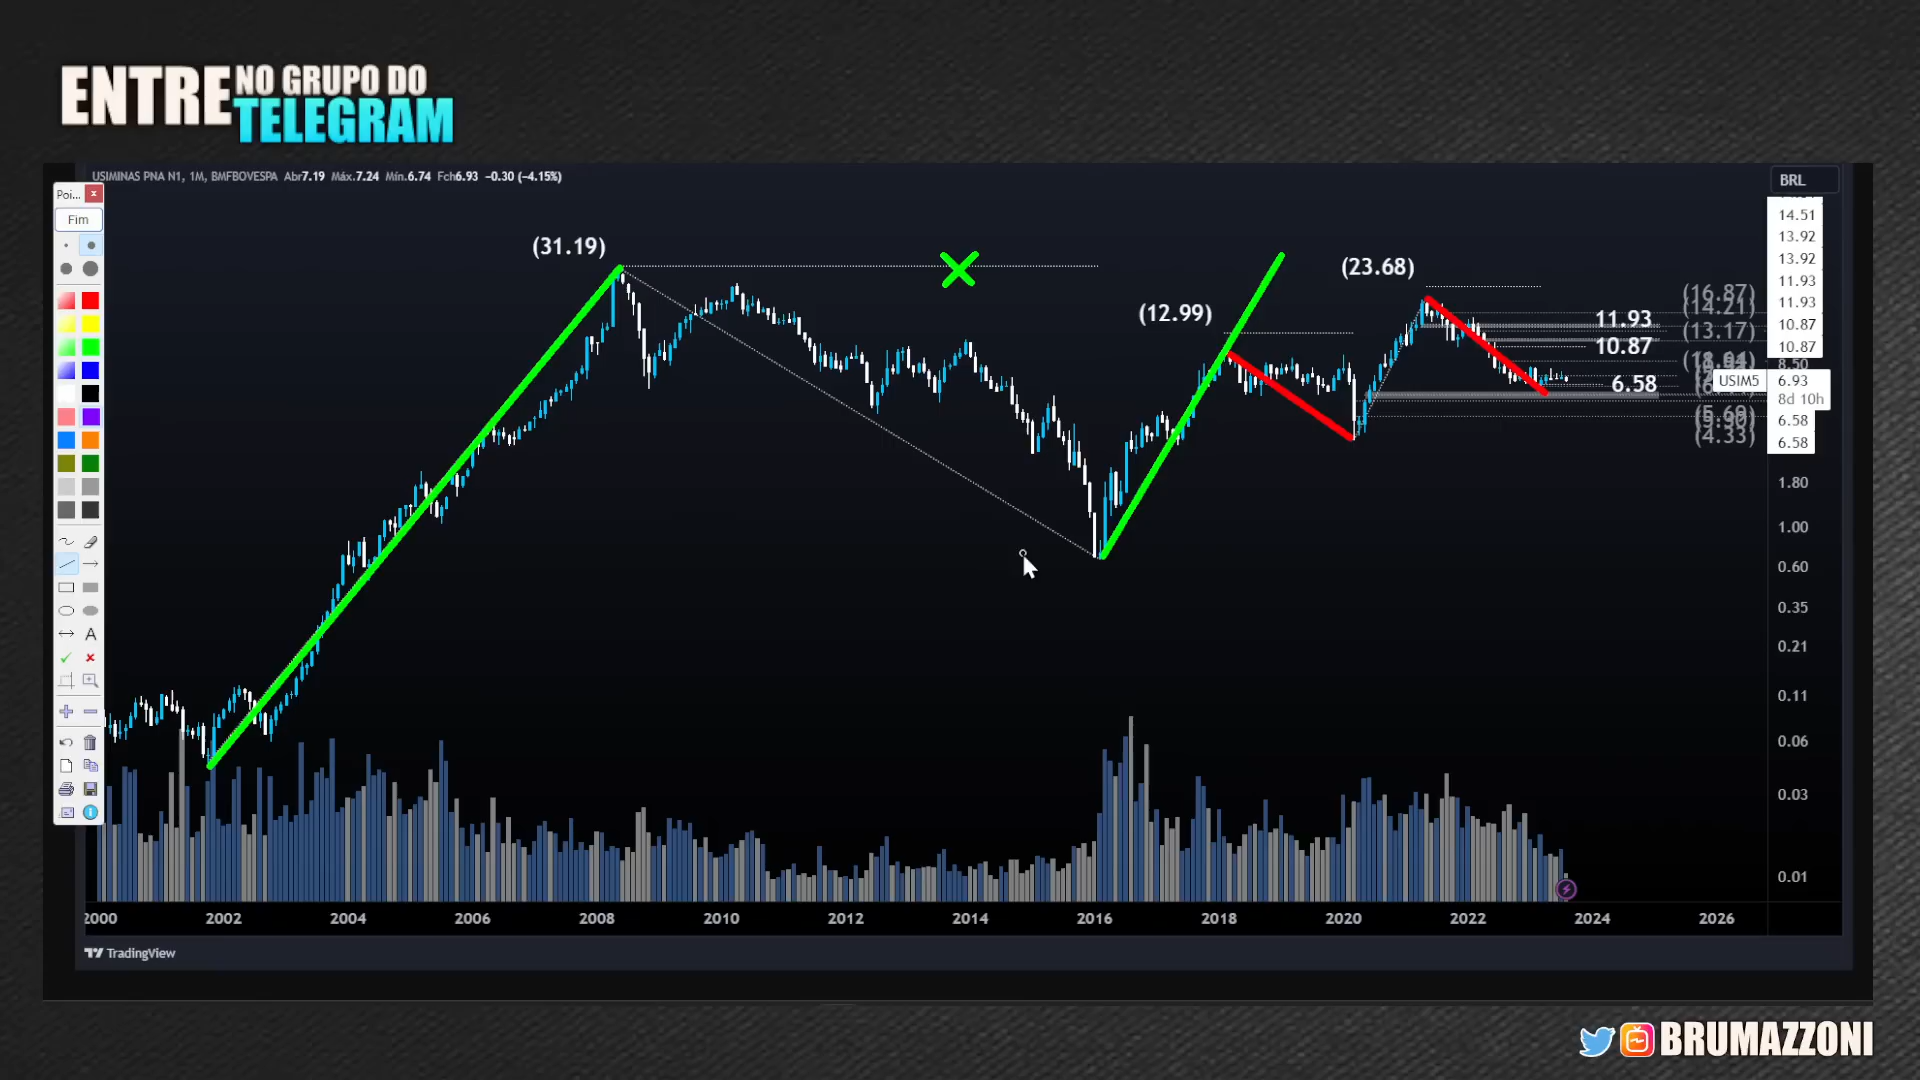 ENTRE NO GRUPO DO
TELEGRAM
USIMINAS PNA N1, 1M, BMFBOVESPA Abr7.19 Máx.7.24 Mín.6.74 Fch6.93 −0.30 (−4.15%)
BRL
Poi...
Fim
A
(31.19)
(12.99)
(23.68)
(16.87)
(14.21)
11.93
(13.17)
10.87
6.58
(5.69)
(4.33)
14.51
13.92
13.92
11.93
11.93
10.87
10.87
8.50
USIM5 6.93
8d 10h
6.58
6.58
1.80
1.00
0.60
0.35
0.21
0.11
0.06
0.03
0.01
2000 2002 2004 2006 2008 2010 2012 2014 2016 2018 2020 2022 2024 2026
TradingView
BRUMAZZONI